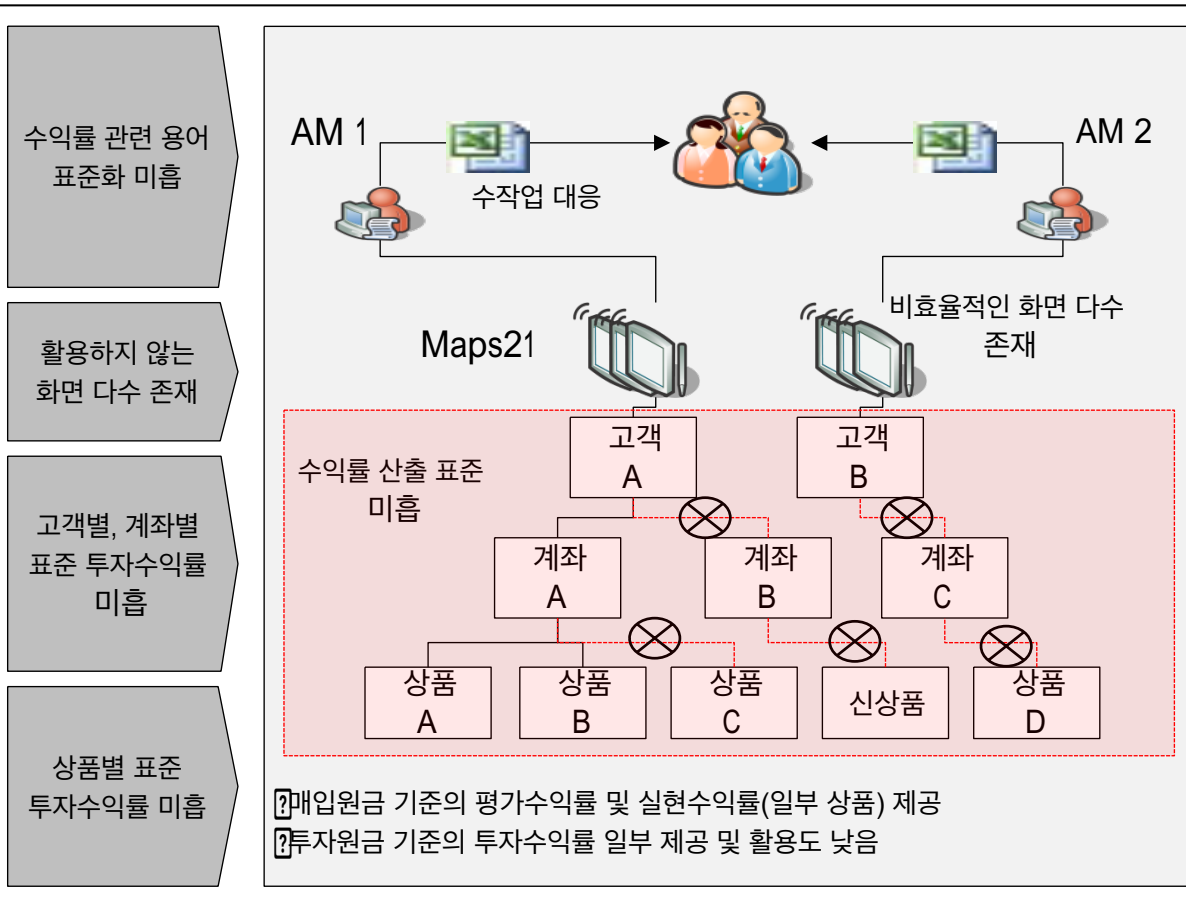 수익률 관련 용어
표준화 미흡
활용하지 않는
화면 다수 존재
고객별, 계좌별
표준 투자수익률
미흡
상품별 표준
투자수익률 미흡
AM 1
AM 2
수작업 대응
Maps21
비효율적인 화면 다수
존재
수익률 산출 표준
미흡
고객
A
고객
B
계좌
A
계좌
B
계좌
C
상품
A
상품
B
상품
C
신상품
상품
D
⍰매입원금 기준의 평가수익률 및 실현수익률(일부 상품) 제공
⍰투자원금 기준의 투자수익률 일부 제공 및 활용도 낮음